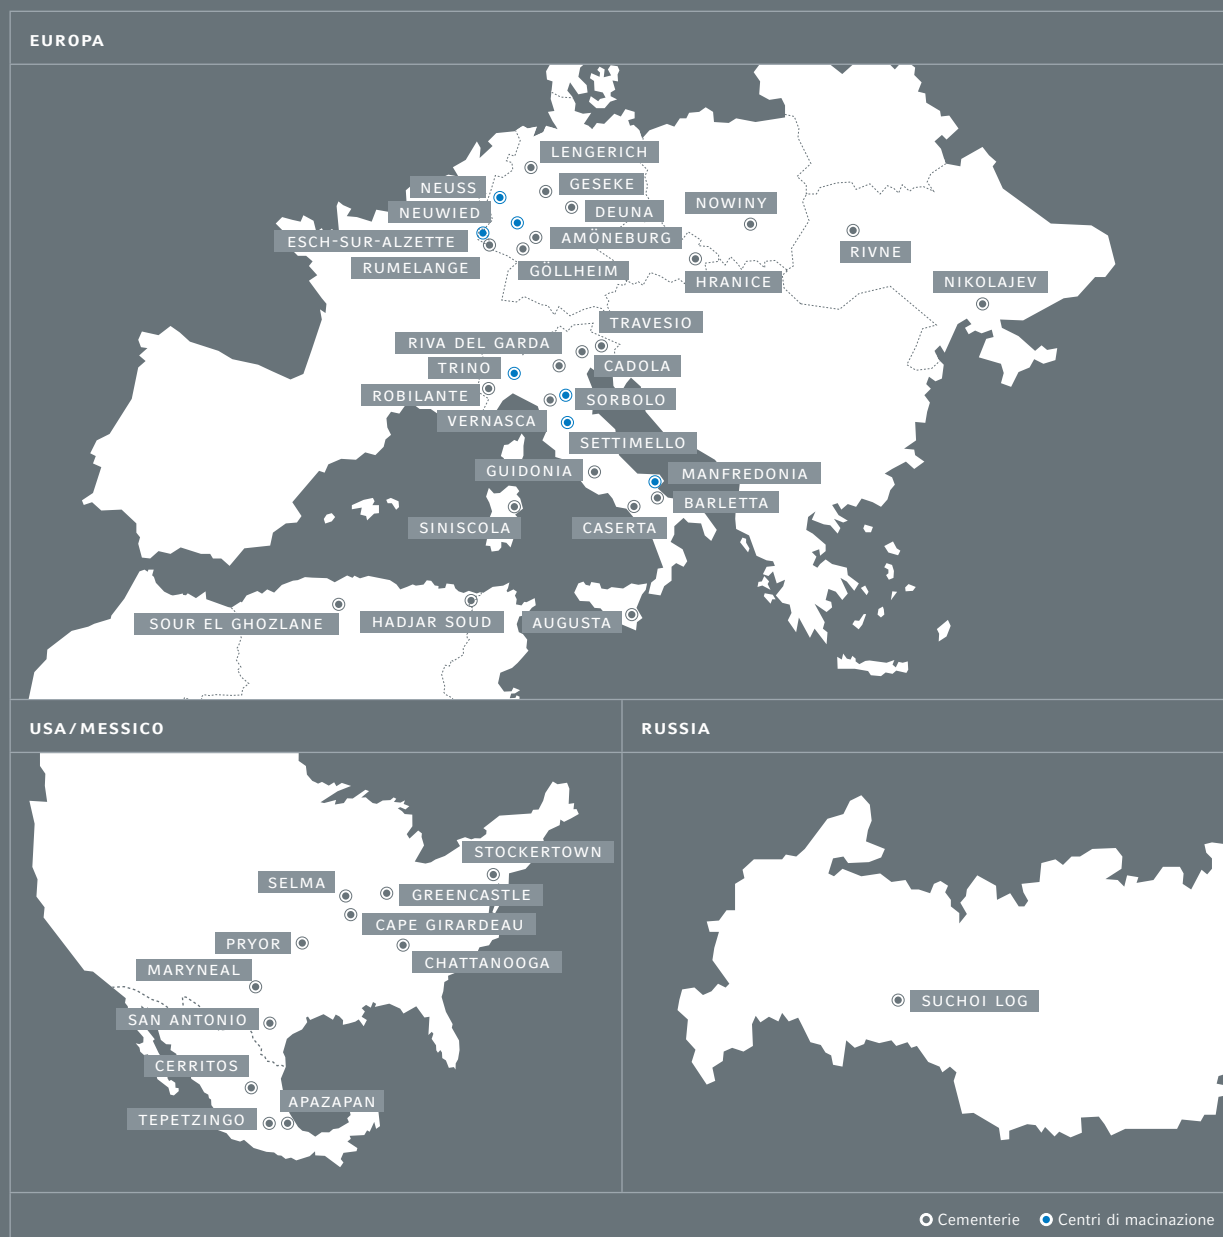 EUROPA
LENGERICH
GESEKE
NEUSS
NOWINY
NEUWIED
DEUNA
AMÖNEBURG
ESCH-SUR-ALZETTE
RIVNE
RUMELANGE
GÖLLHEIM
HRANICE
NIKOLAJEV
TRAVESIO
RIVA DEL GARDA
CADOLA
TRINO
ROBILANTE
SORBOLO
VERNASCA
SETTIMELLO
GUIDONIA
MANFREDONIA
BARLETTA
SINISCOLA
CASERTA
SOUR EL GHOZLANE
HADJAR SOUD
AUGUSTA
USA/MESSICO
RUSSIA
STOCKERTOWN
SELMA
GREENCASTLE
CAPE GIRARDEAU
PRYOR
CHATTANOOGA
MARYNEAL
SUCHOI LOG
SAN ANTONIO
CERRITOS
APAZAPAN
TEPETZINGO
Cementerie Centri di macinazione